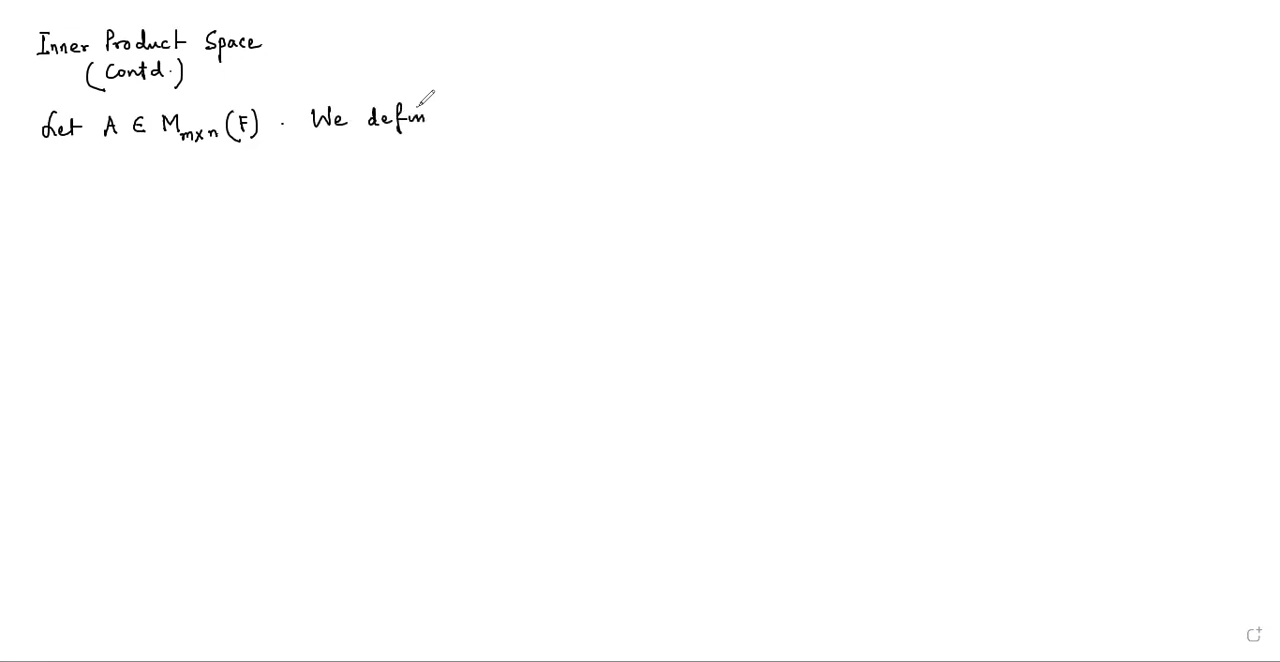 Inner Product Space
(Contd.)
Let A ∈ M_{m×n}(F). We defin